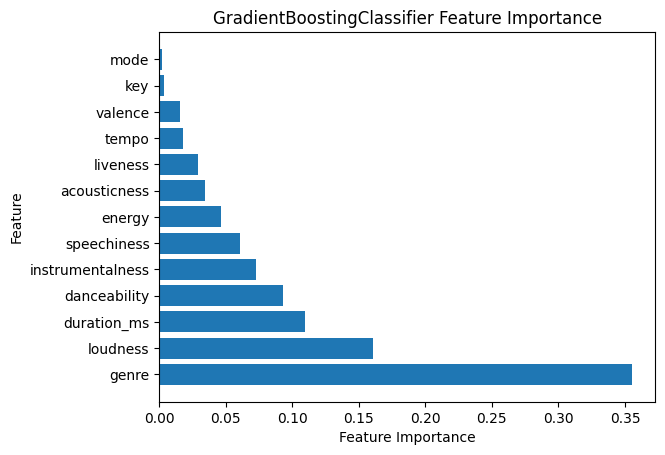 GradientBoostingClassifier Feature Importance
mode
key
valence
tempo
liveness
acousticness
energy
speechiness
instrumentalness
danceability
duration_ms
loudness
genre
Feature
0.00 0.05 0.10 0.15 0.20 0.25 0.30 0.35
Feature Importance